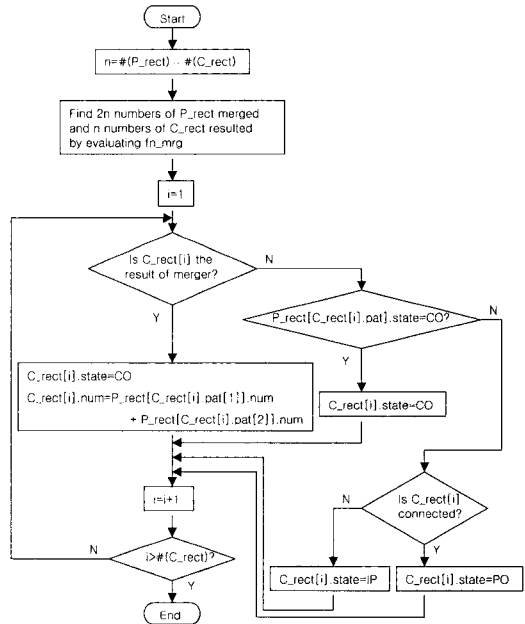 Start
n=#(P_rect) - #(C_rect)
Find 2n numbers of P_rect merged
and n numbers of C_rect resulted
by evaluating fn_mrg
i=1
Is C_rect[i] the
result of merger?
N
Y
P_rect[C_rect[i].pat].state=CO?
N
Y
C_rect[i].state=CO
C_rect[i].num=P_rect[C_rect[i].pat[1]].num
+ P_rect[C_rect[i].pat[2]].num
C_rect[i].state=CO
i=i+1
Is C_rect[i]
connected?
N
Y
i>#(C_rect)?
N
Y
C_rect[i].state=IP
C_rect[i].state=PO
End